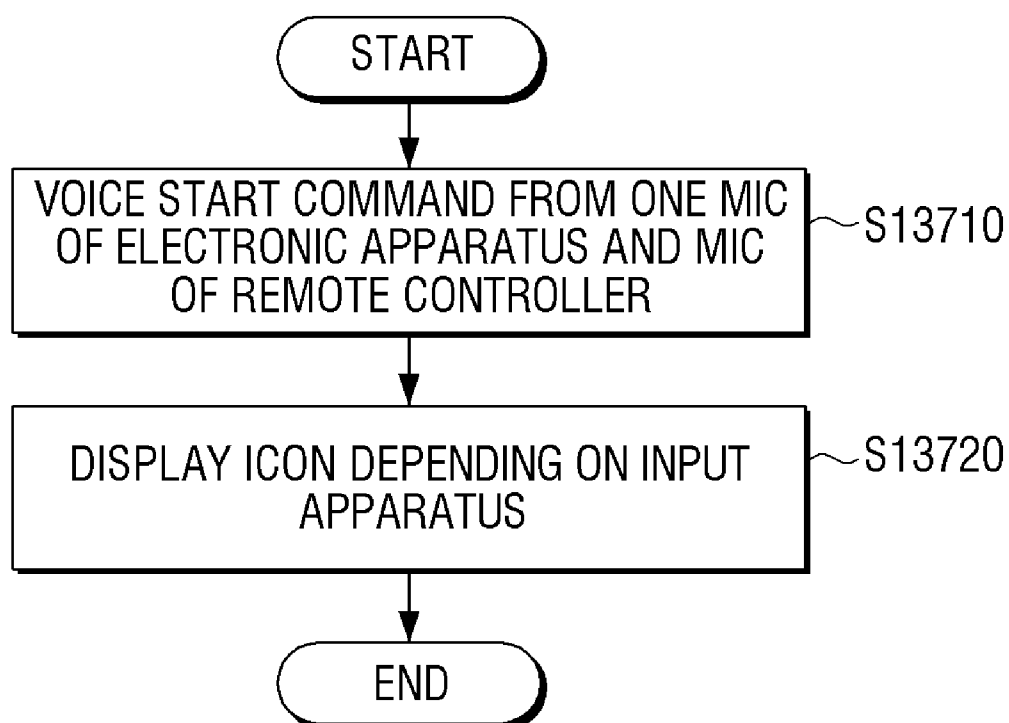 START
VOICE START COMMAND FROM ONE MIC
OF ELECTRONIC APPARATUS AND MIC
OF REMOTE CONTROLLER
S13710
DISPLAY ICON DEPENDING ON INPUT
APPARATUS
S13720
END